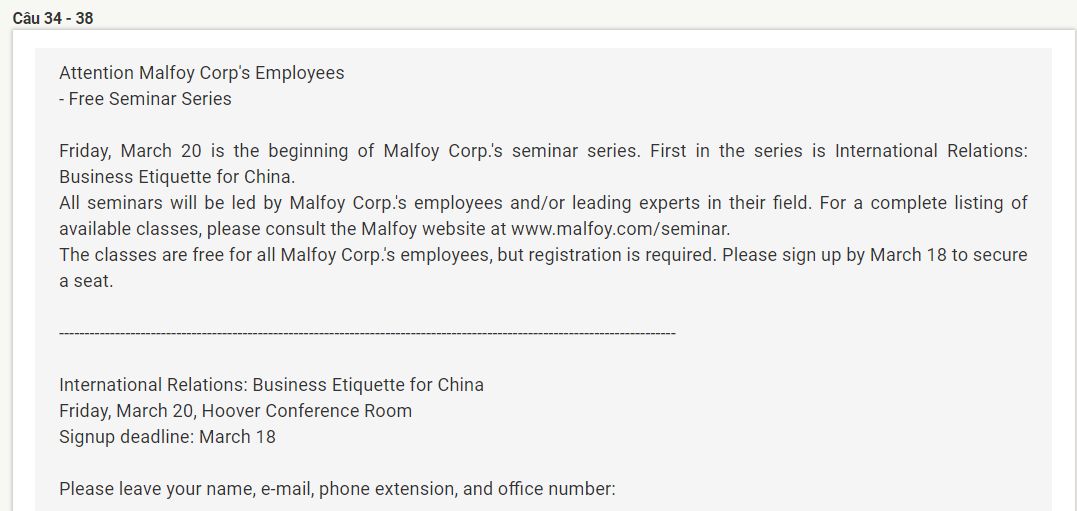 Câu 34 - 38
Attention Malfoy Corp's Employees
- Free Seminar Series
Friday, March 20 is the beginning of Malfoy Corp.'s seminar series. First in the series is International Relations:
Business Etiquette for China.
All seminars will be led by Malfoy Corp.'s employees and/or leading experts in their field. For a complete listing of
available classes, please consult the Malfoy website at www.malfoy.com/seminar.
The classes are free for all Malfoy Corp.'s employees, but registration is required. Please sign up by March 18 to secure
a seat.
--------------------------------------------------------------------------------------------------------------------------
International Relations: Business Etiquette for China
Friday, March 20, Hoover Conference Room
Signup deadline: March 18
Please leave your name, e-mail, phone extension, and office number: